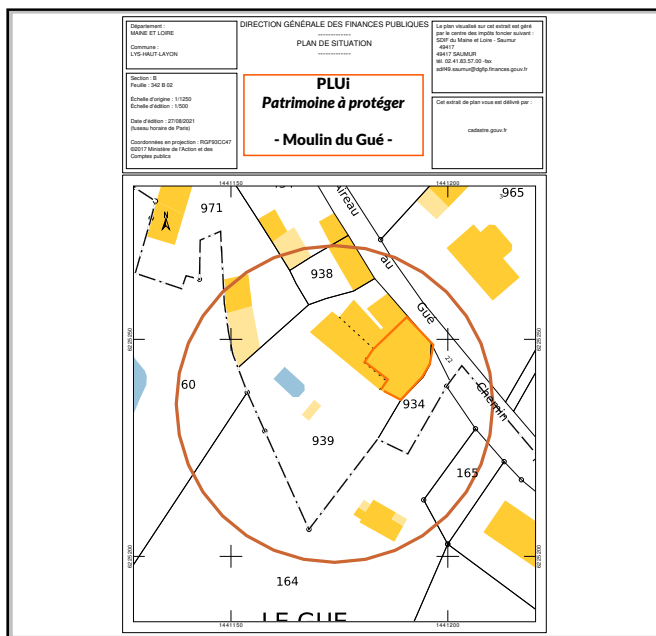 Département :
MAINE ET LOIRE
Commune :
LYS-HAUT-LAYON
DIRECTION GÉNÉRALE DES FINANCES PUBLIQUES
-------------
PLAN DE SITUATION
-------------
Le plan visualisé sur cet extrait est géré
par le centre des impôts foncier suivant :
SDIF du Maine et Loire - Saumur
49417
49417 SAUMUR
tél. 02.41.83.57.00 -fax
sdif49.saumur@dgfip.finances.gouv.fr
Section : B
Feuille : 342 B 02
Échelle d'origine : 1/1250
Échelle d'édition : 1/500
Date d'édition : 27/08/2021
(fuseau horaire de Paris)
Coordonnées en projection : RGF93CC47
©2017 Ministère de l'Action et des
Comptes publics
PLUi
Patrimoine à protéger
- Moulin du Gué -
Cet extrait de plan vous est délivré par :
cadastre.gouv.fr
1441150
1441200
971
N
965
938
au
Gué
6225250
6225250
22
60
934
Chemin
939
165
6225200
6225200
164
LE GUE
1441150
1441200